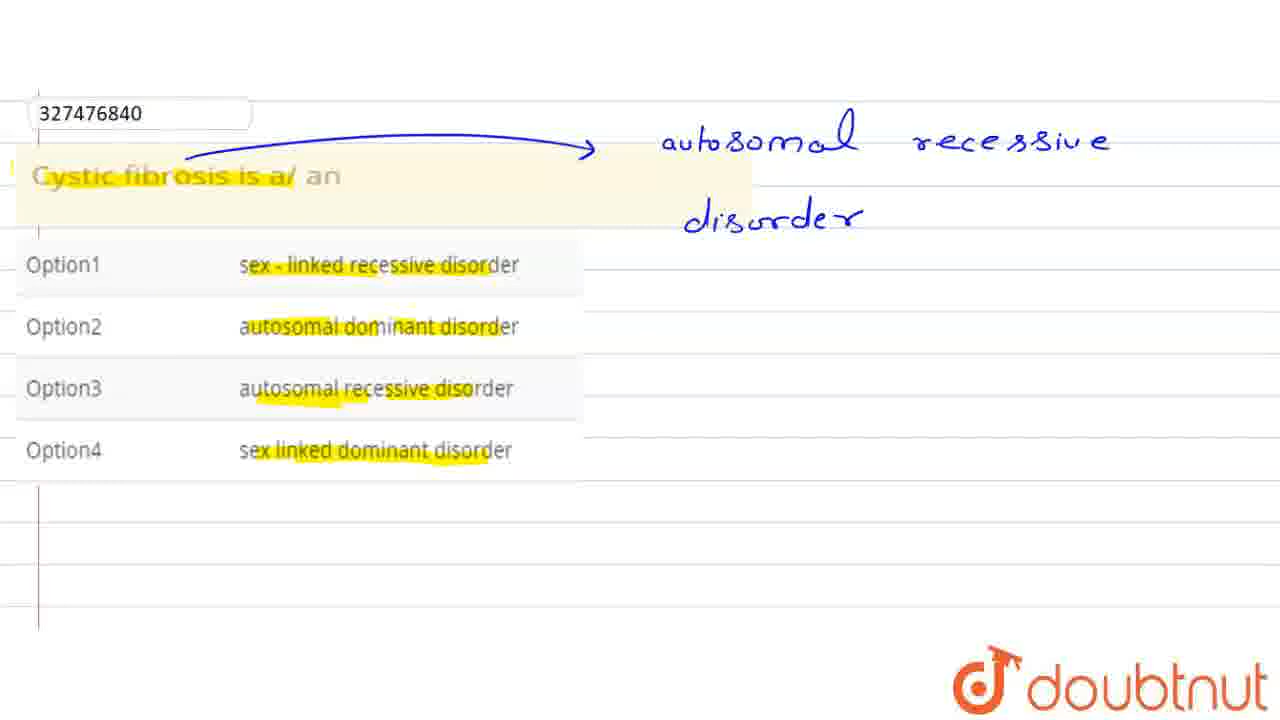 327476840
autosomal recessive
Cystic fibrosis is a/ an
disorder
Option1 sex - linked recessive disorder
Option2 autosomal dominant disorder
Option3 autosomal recessive disorder
Option4 sex linked dominant disorder
doubtnut